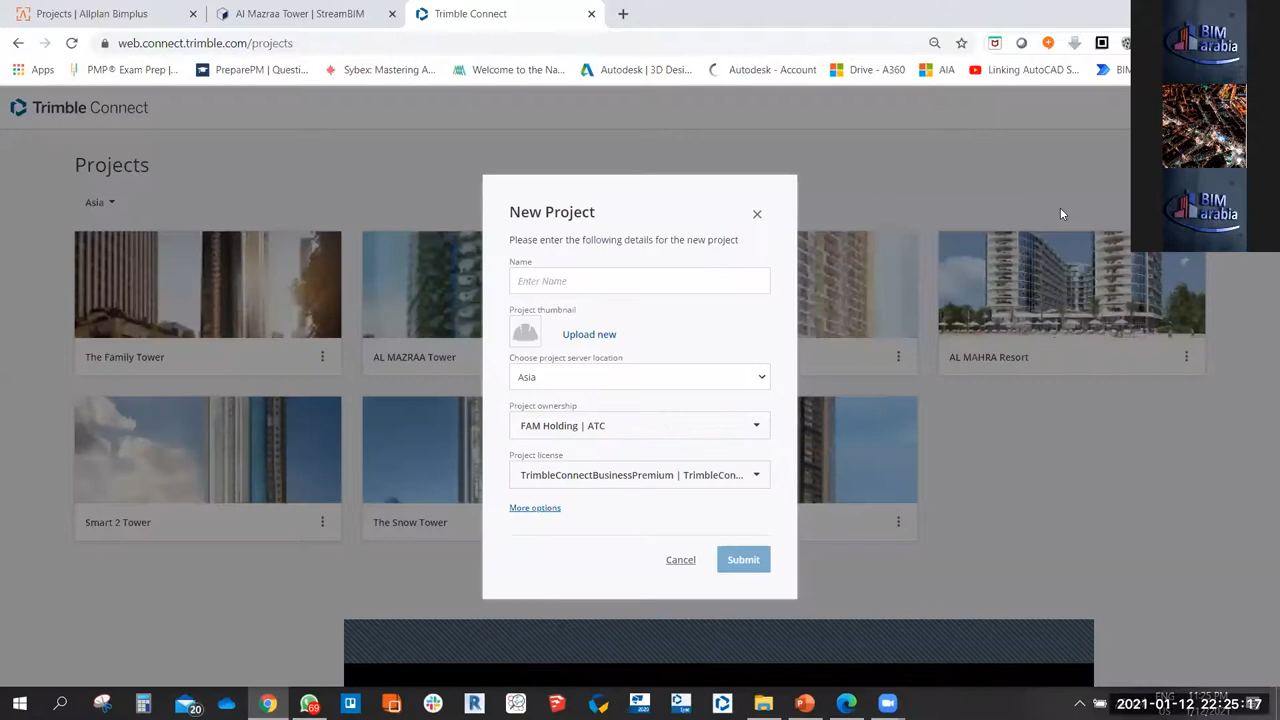 Projects | Allplan Bimplus
Al Mazraa Tower | StreamBIM
Trimble Connect
web.connect.trimble.com/projects
Apps
PMP® Exam Prep |
PreparePM | Questi...
Sybex: Mastering A...
Welcome to the Na...
Autodesk | 3D Desi...
Autodesk - Account
Drive - A360
AIA
Linking AutoCAD S...
BIM
BIM
arabia
BIM
arabia
Trimble Connect
Projects
Asia
The Family Tower
AL MAZRAA Tower
AL MAHRA Resort
Smart 2 Tower
The Snow Tower
New Project
Please enter the following details for the new project
Name
Enter Name
Project thumbnail
Upload new
Choose project server location
Asia
Project ownership
FAM Holding | ATC
Project license
TrimbleConnectBusinessPremium | TrimbleCon...
More options
Cancel
Submit
20
69
2021-01-12 22:25:17